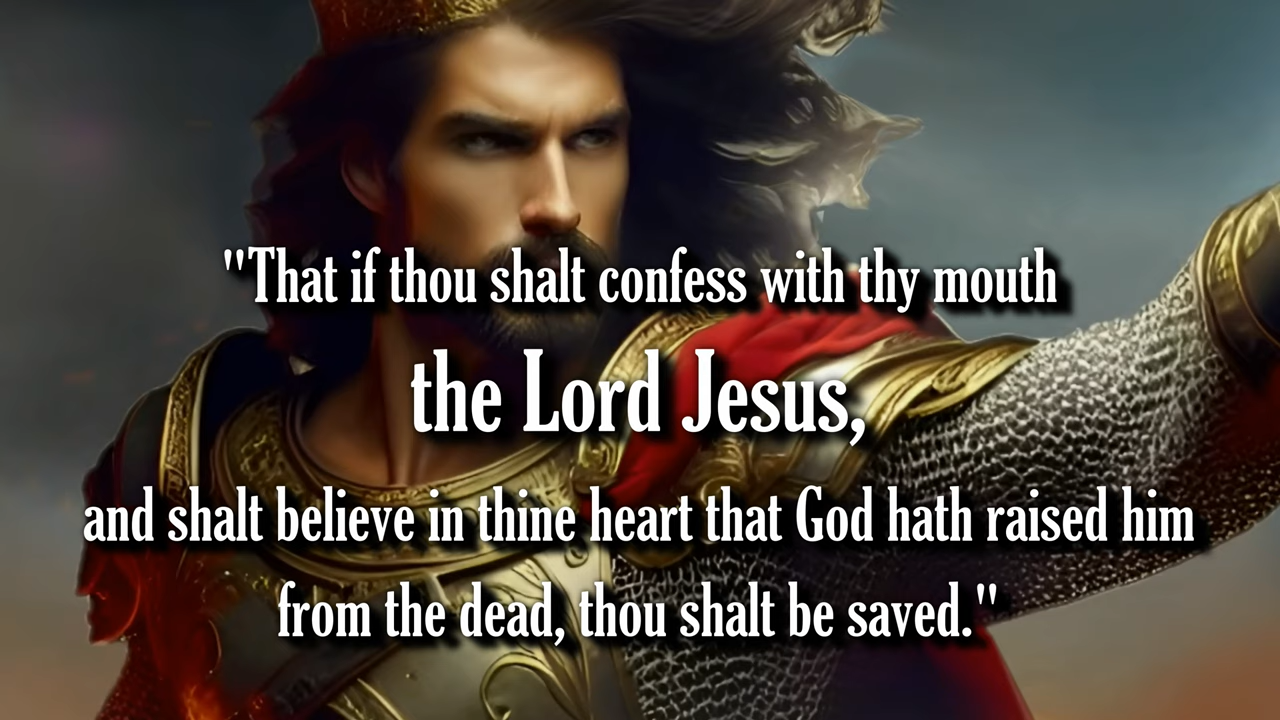 "That if thou shalt confess with thy mouth
the Lord Jesus,
and shalt believe in thine heart that God hath raised him
from the dead, thou shalt be saved."